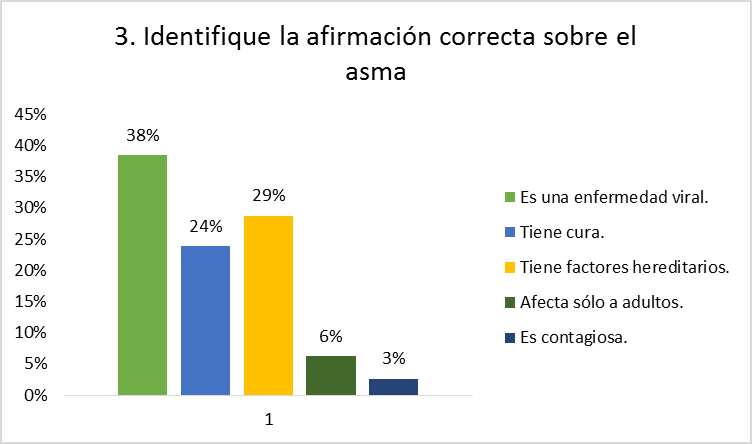 3. Identifique la afirmación correcta sobre el
asma
45%
40%
35%
30%
25%
20%
15%
10%
5%
0%
38%
24%
29%
6%
3%
1
Es una enfermedad viral.
Tiene cura.
Tiene factores hereditarios.
Afecta sólo a adultos.
Es contagiosa.